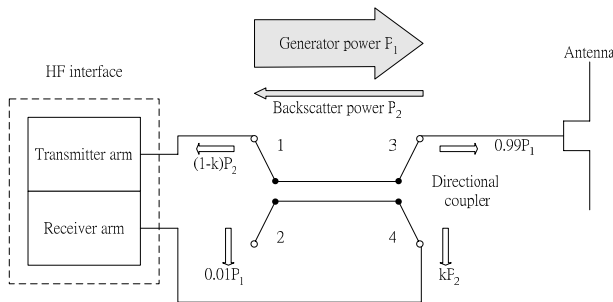 Generator power P₁
Antenna
HF interface
Backscatter power P₂
Transmitter arm
1
3
(1-k)P₂
0.99P₁
Directional
coupler
Receiver arm
2
4
0.01P₁
kP₂